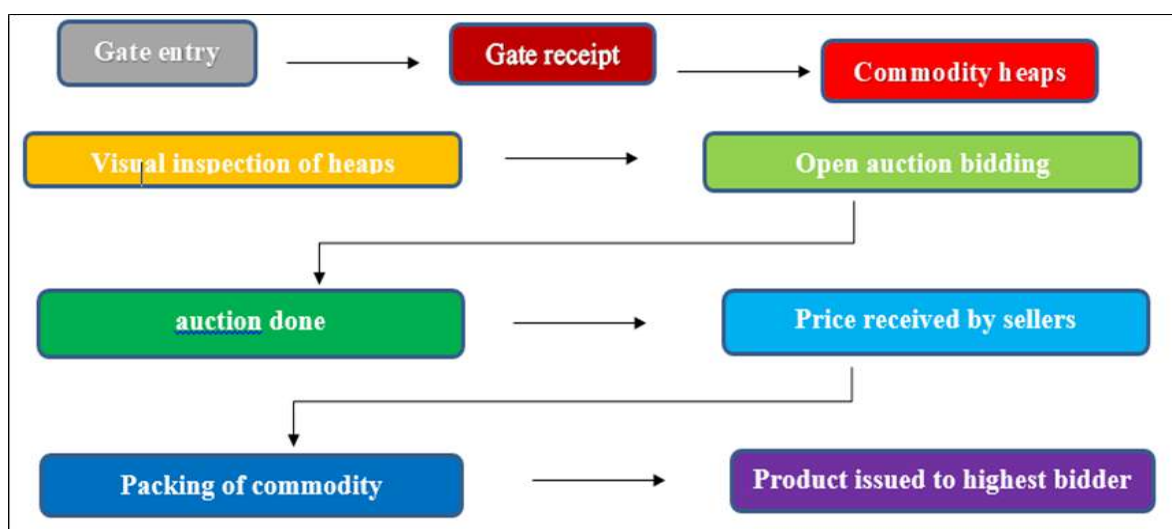 Gate entry
Gate receipt
Commodity heaps
Visual inspection of heaps
Open auction bidding
auction done
Price received by sellers
Packing of commodity
Product issued to highest bidder